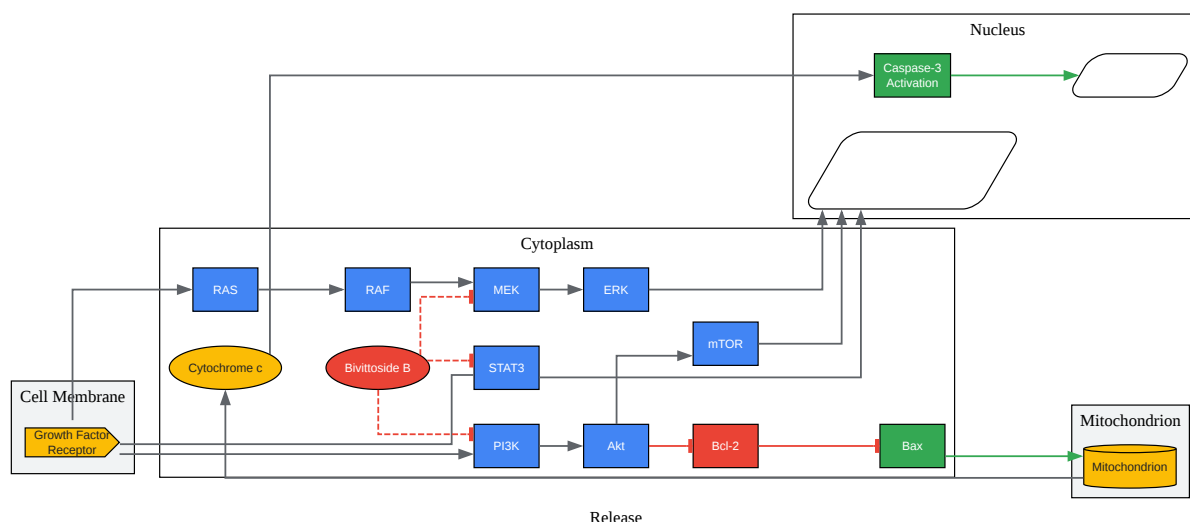 Nucleus
Caspase-3
Activation
Cytoplasm
RAS
RAF
MEK
ERK
mTOR
Cytochrome c
Bivittoside B
STAT3
Cell Membrane
Growth Factor
Receptor
PI3K
Akt
Bcl-2
Bax
Mitochondrion
Mitochondrion
Release